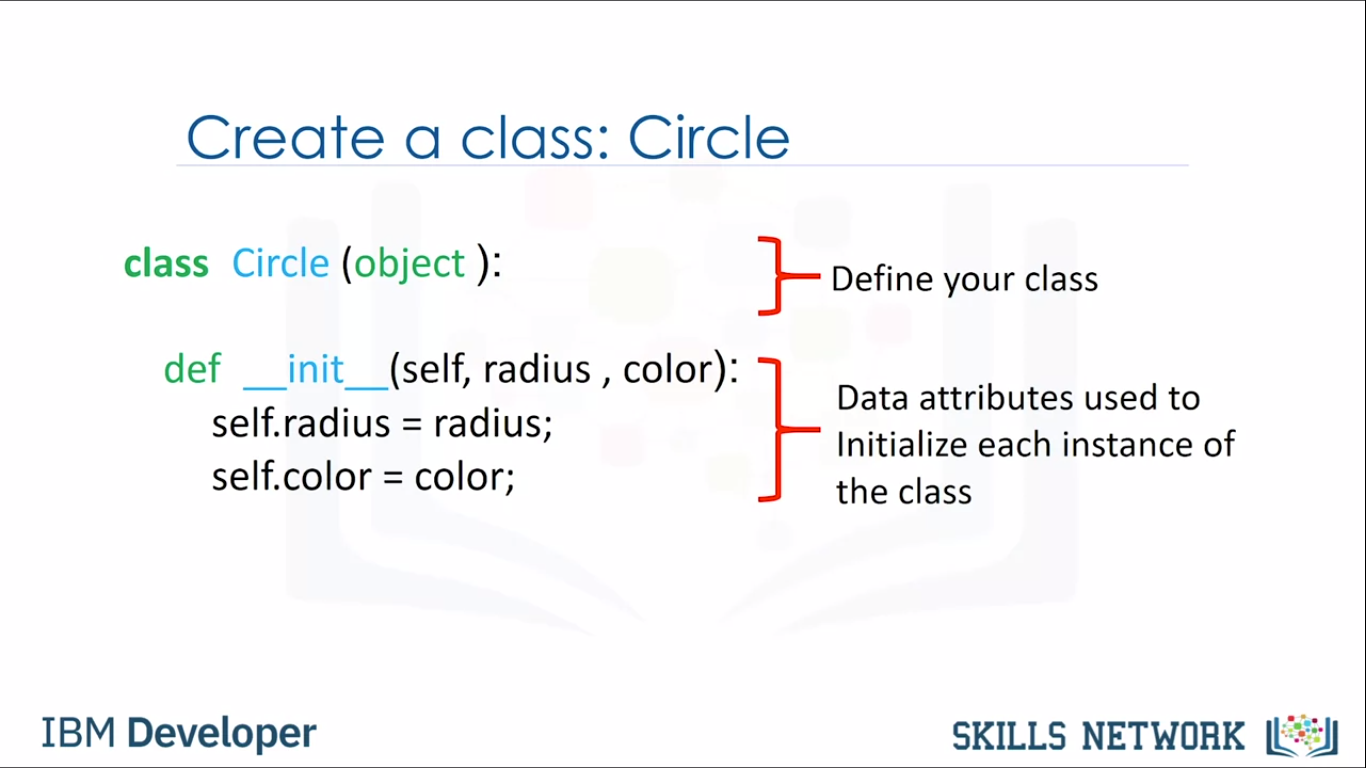 Create a class: Circle
class Circle (object ):
Define your class
def __init__(self, radius , color):
self.radius = radius;
self.color = color;
Data attributes used to
Initialize each instance of
the class
IBM Developer
SKILLS NETWORK